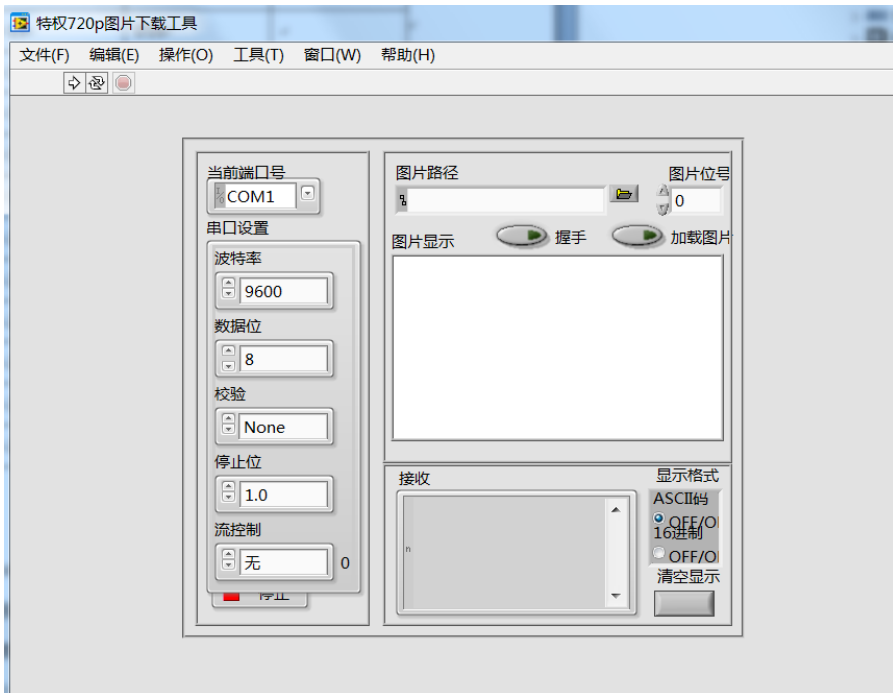 特权720p图片下载工具
文件(F) 编辑(E) 操作(O) 工具(T) 窗口(W) 帮助(H)
当前端口号
COM1
串口设置
波特率
9600
数据位
8
校验
None
停止位
1.0
流控制
无 0
停止
图片路径
图片位号
0
图片显示
握手
加载图片
接收
显示格式
ASCII码
OFF/O
16进制
OFF/O
清空显示